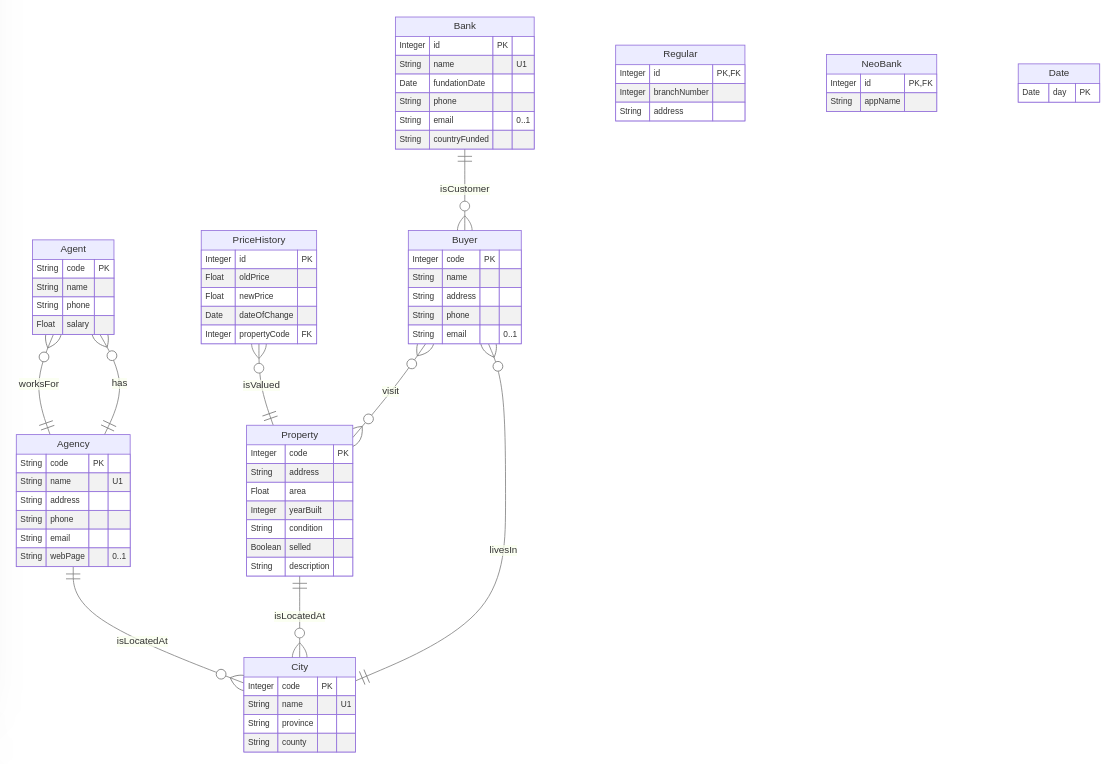 Bank
Integer id PK
String name U1
Date fundationDate
String phone
String email 0..1
String countryFunded
Regular
Integer id PK,FK
Integer branchNumber
String address
NeoBank
Integer id PK,FK
String appName
Date
Date day PK
isCustomer
Agent
String code PK
String name
String phone
Float salary
PriceHistory
Integer id PK
Float oldPrice
Float newPrice
Date dateOfChange
Integer propertyCode FK
Buyer
Integer code PK
String name
String address
String phone
String email 0..1
worksFor
has
isValued
visit
Agency
String code PK
String name U1
String address
String phone
String email
String webPage 0..1
Property
Integer code PK
String address
Float area
Integer yearBuilt
String condition
Boolean selled
String description
livesIn
isLocatedAt
isLocatedAt
City
Integer code PK
String name U1
String province
String county